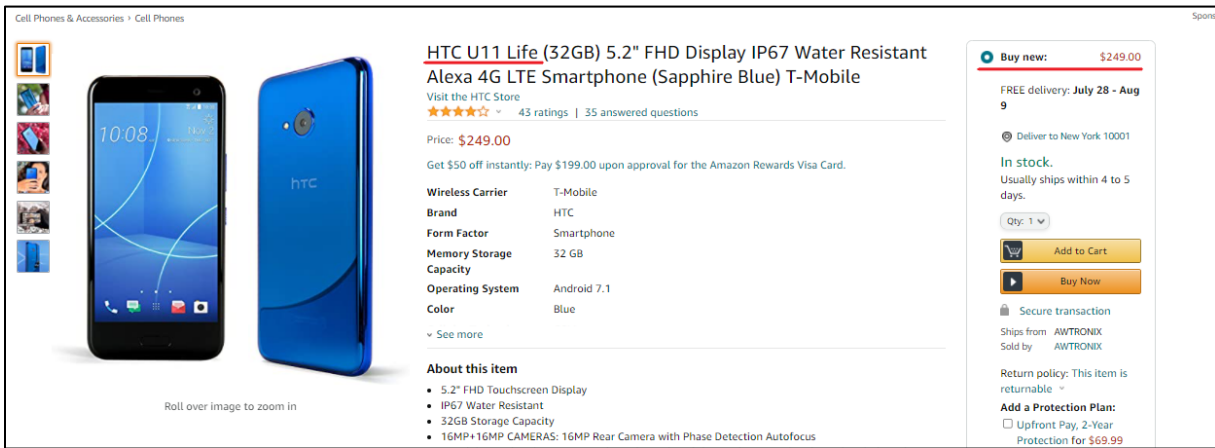 Cell Phones & Accessories › Cell Phones
Spons
HTC U11 Life (32GB) 5.2" FHD Display IP67 Water Resistant
Alexa 4G LTE Smartphone (Sapphire Blue) T-Mobile
Visit the HTC Store
43 ratings | 35 answered questions
Price: $249.00
Get $50 off instantly: Pay $199.00 upon approval for the Amazon Rewards Visa Card.
Wireless Carrier T-Mobile
Brand HTC
Form Factor Smartphone
Memory Storage 32 GB
Capacity
Operating System Android 7.1
Color Blue
See more
About this item
• 5.2" FHD Touchscreen Display
• IP67 Water Resistant
• 32GB Storage Capacity
• 16MP+16MP CAMERAS: 16MP Rear Camera with Phase Detection Autofocus
10:08
Nov 2
hTC
Roll over image to zoom in
Buy new: $249.00
FREE delivery: July 28 - Aug
9
Deliver to New York 10001
In stock.
Usually ships within 4 to 5
days.
Qty: 1
Add to Cart
Buy Now
Secure transaction
Ships from AWTRONIX
Sold by AWTRONIX
Return policy: This item is
returnable
Add a Protection Plan:
Upfront Pay, 2-Year
Protection for $69.99